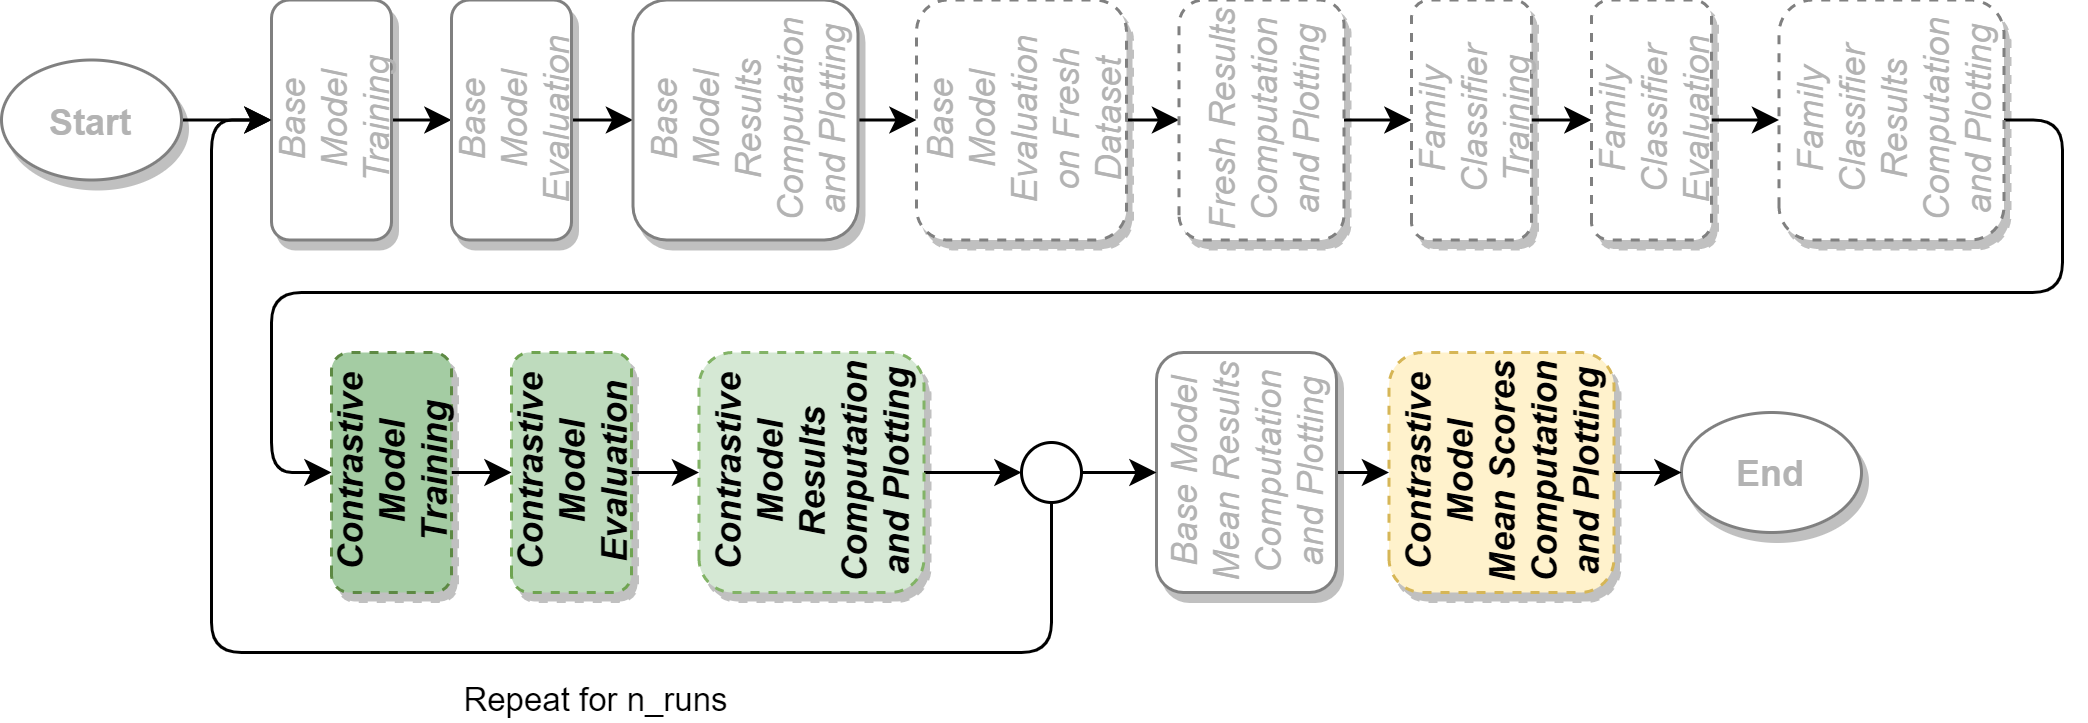 Start
Base
Model
Training
Base
Model
Evaluation
Base
Model
Results
Computation
and Plotting
Base
Model
Evaluation
on Fresh
Dataset
Fresh Results
Computation
and Plotting
Family
Classifier
Training
Family
Classifier
Evaluation
Family
Classifier
Results
Computation
and Plotting
Contrastive
Model
Training
Contrastive
Model
Evaluation
Contrastive
Model
Results
Computation
and Plotting
Base Model
Mean Results
Computation
and Plotting
Contrastive
Model
Mean Scores
Computation
and Plotting
End
Repeat for n_runs